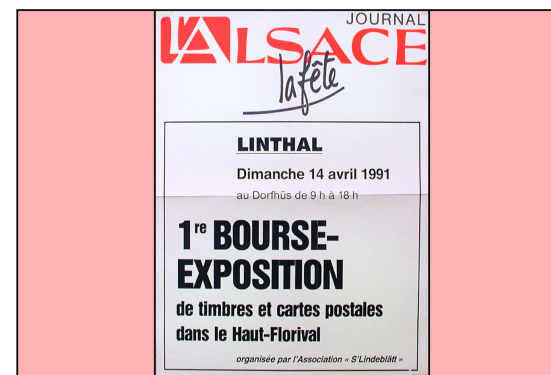 JOURNAL
L'ALSACE
la fête
LINTHAL
Dimanche 14 avril 1991
au Dorfhüs de 9 h à 18 h
1re BOURSE-
EXPOSITION
de timbres et cartes postales
dans le Haut-Florival
organisée par l'Association « S'Lindeblätt »